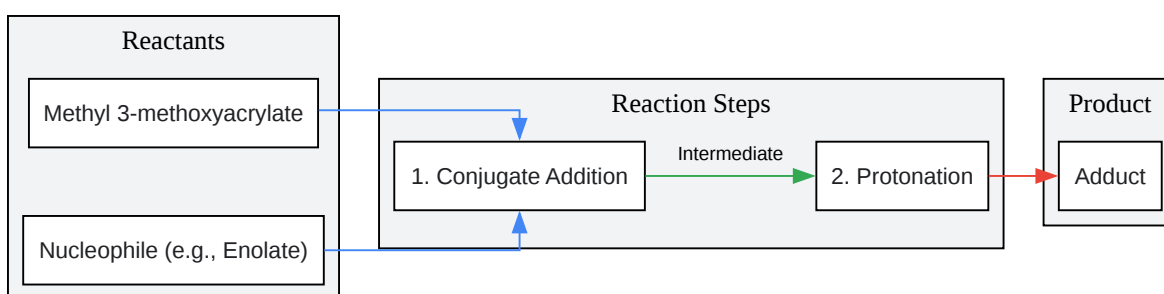 Reactants
Methyl 3-methoxyacrylate
Nucleophile (e.g., Enolate)
Reaction Steps
1. Conjugate Addition
Intermediate
2. Protonation
Product
Adduct